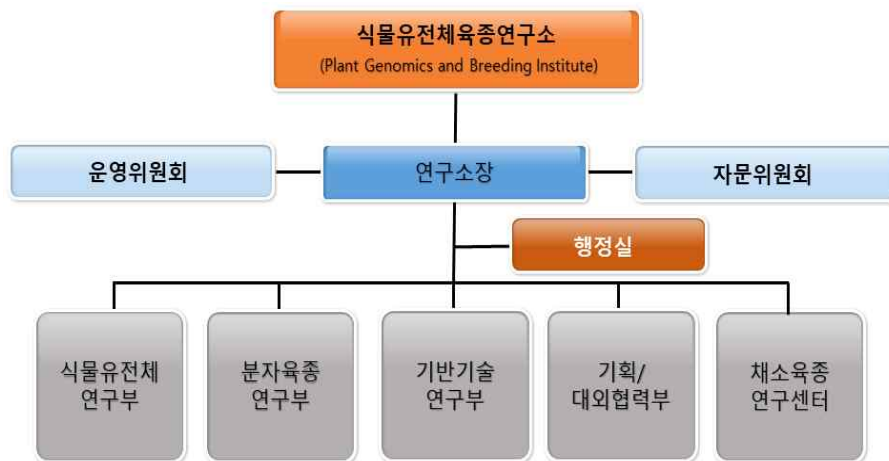 식물유전체육종연구소
(Plant Genomics and Breeding Institute)
운영위원회
연구소장
자문위원회
행정실
식물유전체
연구부
분자육종
연구부
기반기술
연구부
기획/
대외협력부
채소육종
연구센터